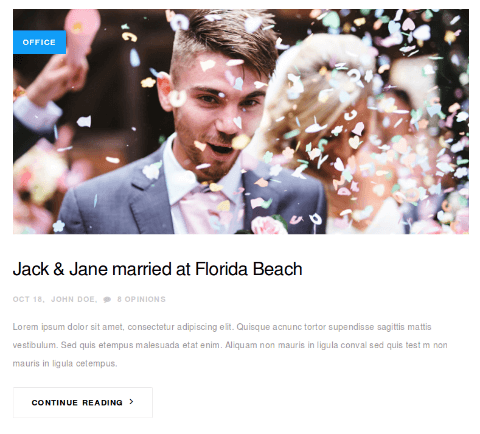 OFFICE
Jack & Jane married at Florida Beach
OCT 18, JOHN DOE, 8 OPINIONS
Lorem ipsum dolor sit amet, consectetur adipiscing elit. Quisque acnunc tortor supendisse sagittis mattis
vestibulum. Sed quis etempus malesuada etat enim. Aliquam non mauris in ligula conval sed quis test m non
mauris in ligula cetempus.
CONTINUE READING >